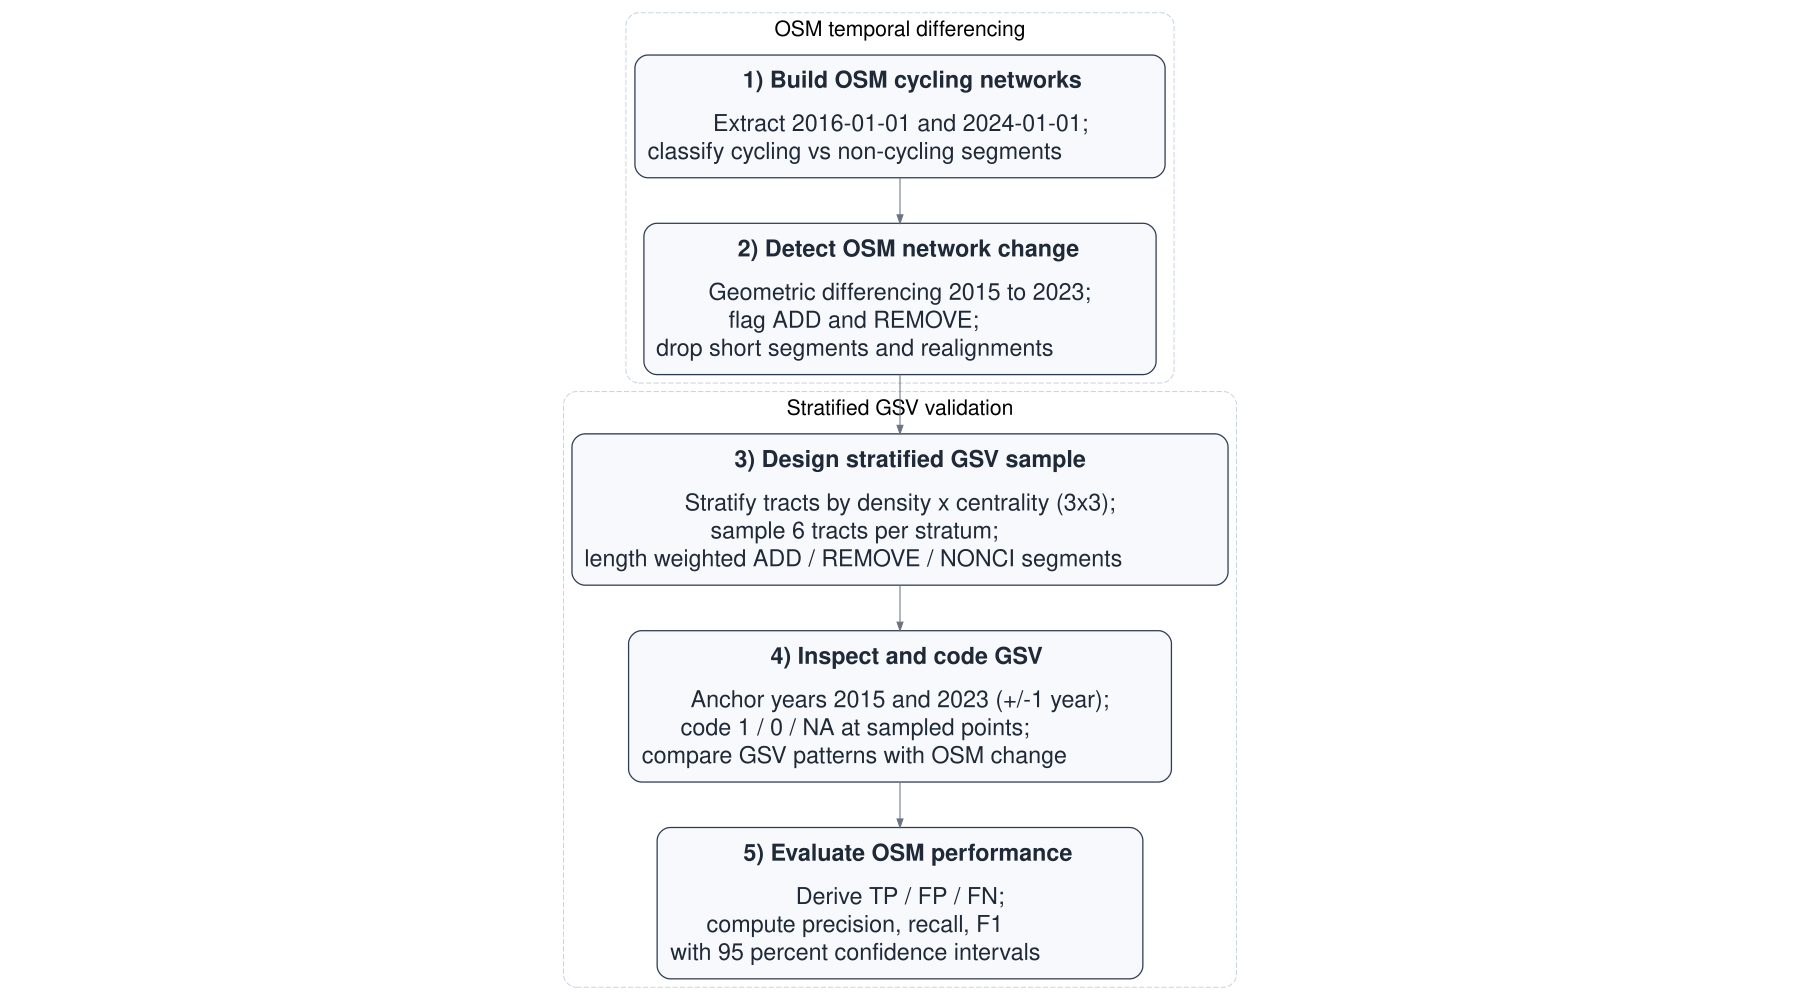 OSM temporal differencing
1) Build OSM cycling networks
Extract 2016-01-01 and 2024-01-01;
classify cycling vs non-cycling segments
2) Detect OSM network change
Geometric differencing 2015 to 2023;
flag ADD and REMOVE;
drop short segments and realignments
Stratified GSV validation
3) Design stratified GSV sample
Stratify tracts by density x centrality (3x3);
sample 6 tracts per stratum;
length weighted ADD / REMOVE / NONCI segments
4) Inspect and code GSV
Anchor years 2015 and 2023 (+/-1 year);
code 1 / 0 / NA at sampled points;
compare GSV patterns with OSM change
5) Evaluate OSM performance
Derive TP / FP / FN;
compute precision, recall, F1
with 95 percent confidence intervals